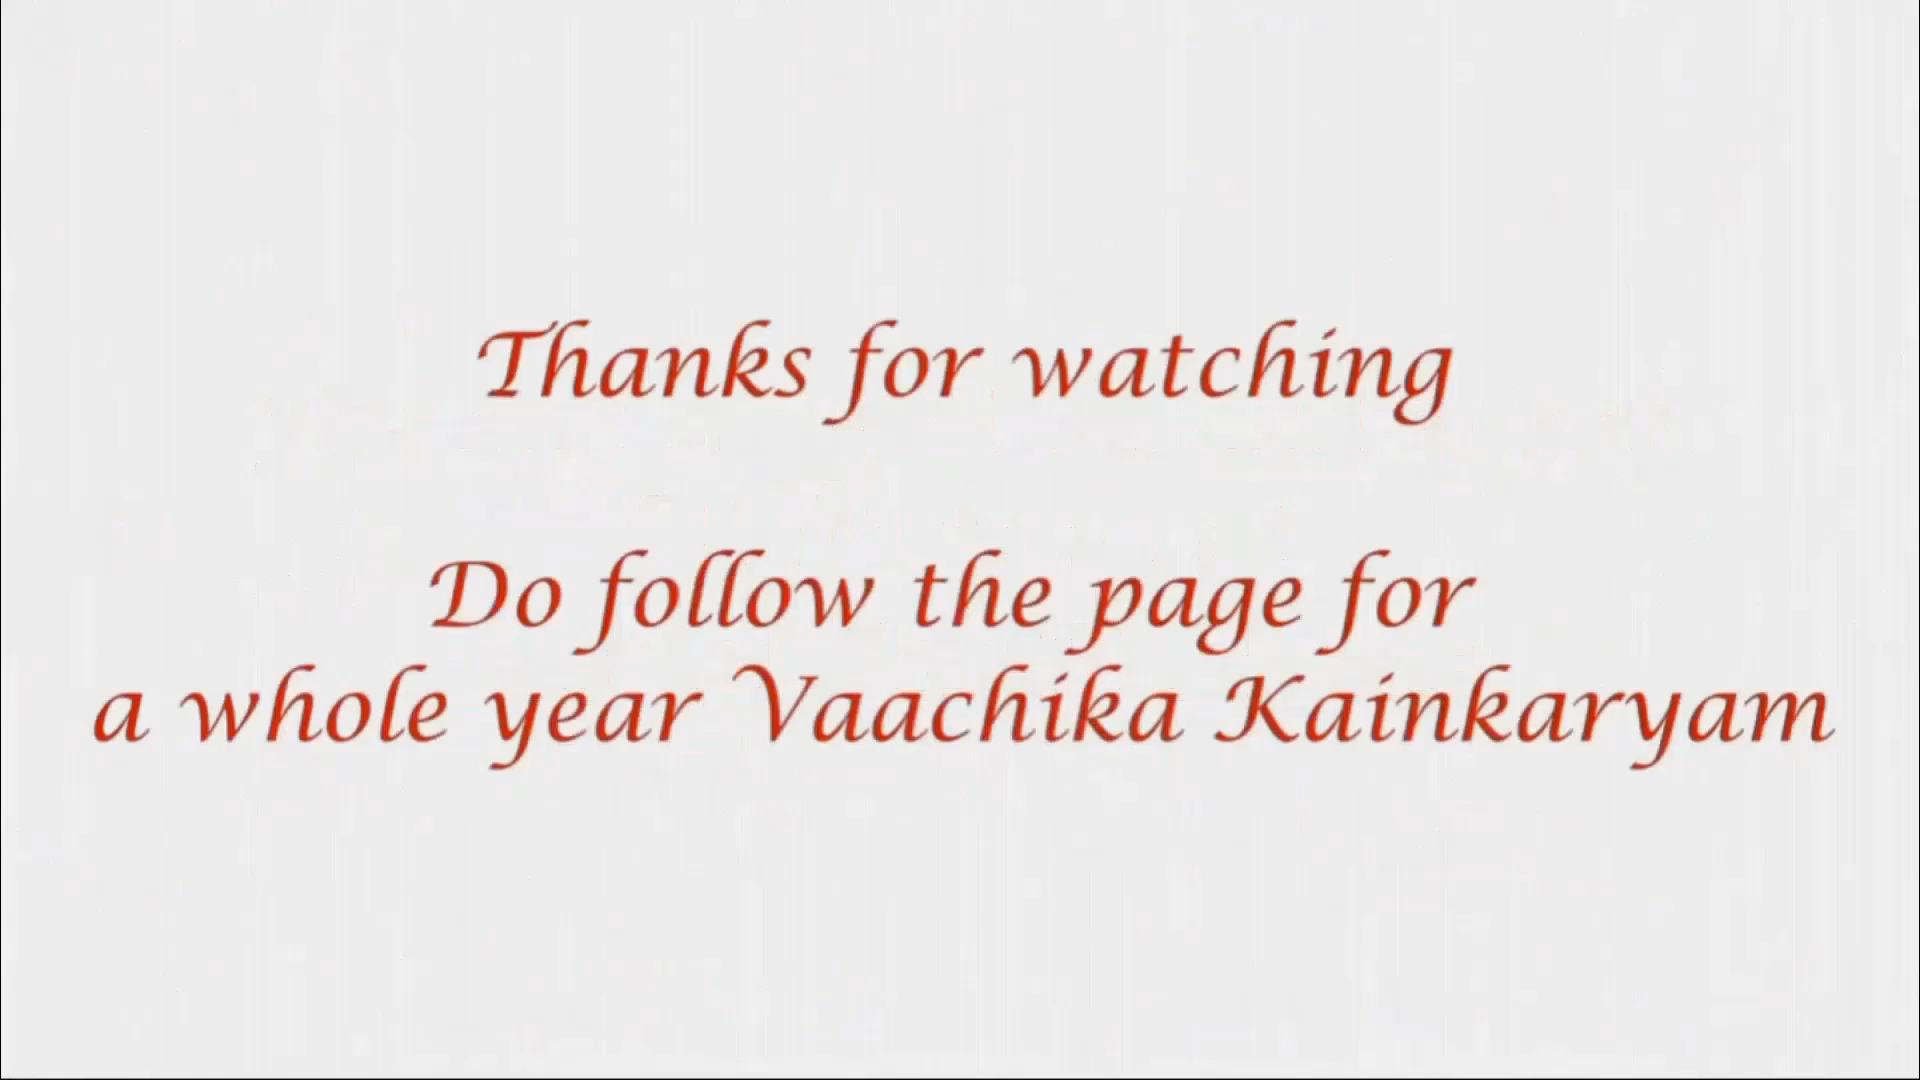 Thanks for watching
Do follow the page for
a whole year Vaachika Kainkaryam